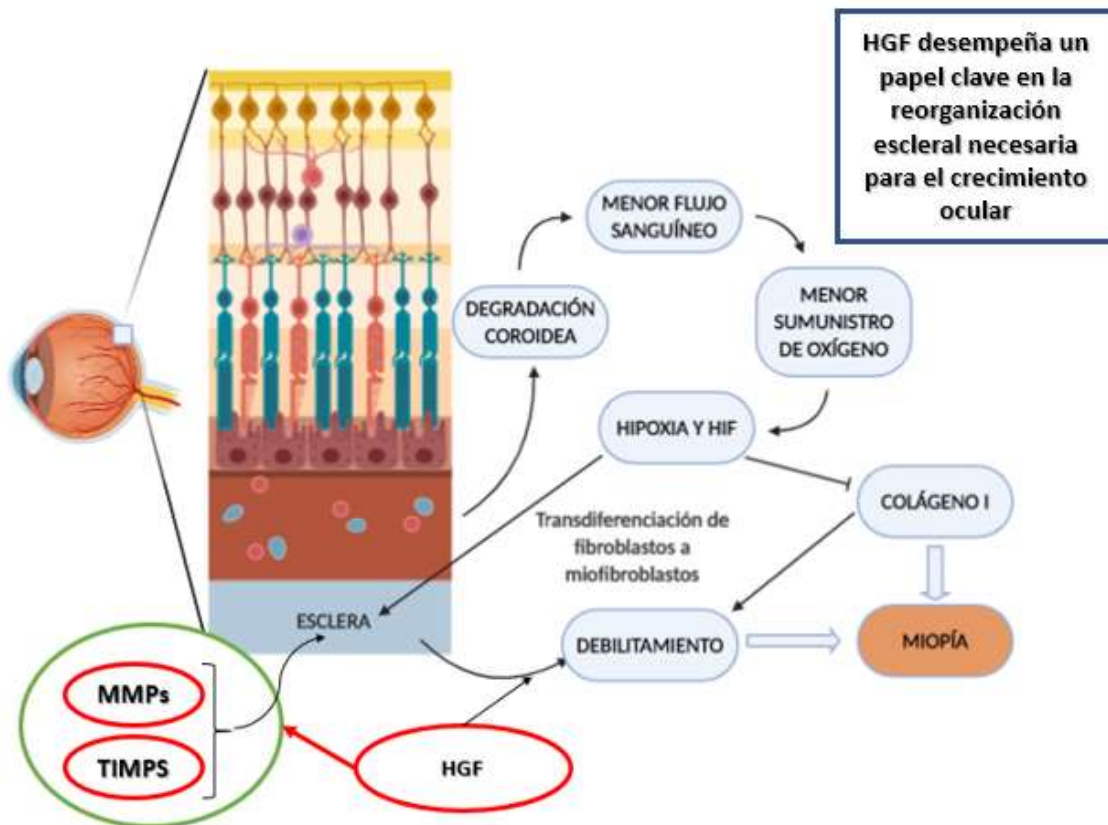 HGF desempeña un
papel clave en la
reorganización
escleral necesaria
para el crecimiento
ocular
MENOR FLUJO
SANGUÍNEO
DEGRADACIÓN
COROIDEA
MENOR
SUMUNISTRO
DE OXÍGENO
HIPOXIA Y HIF
COLÁGENO I
Transdiferenciación de
fibroblastos a
miofibroblastos
ESCLERA
DEBILITAMIENTO
MIOPÍA
MMPs
TIMPS
HGF